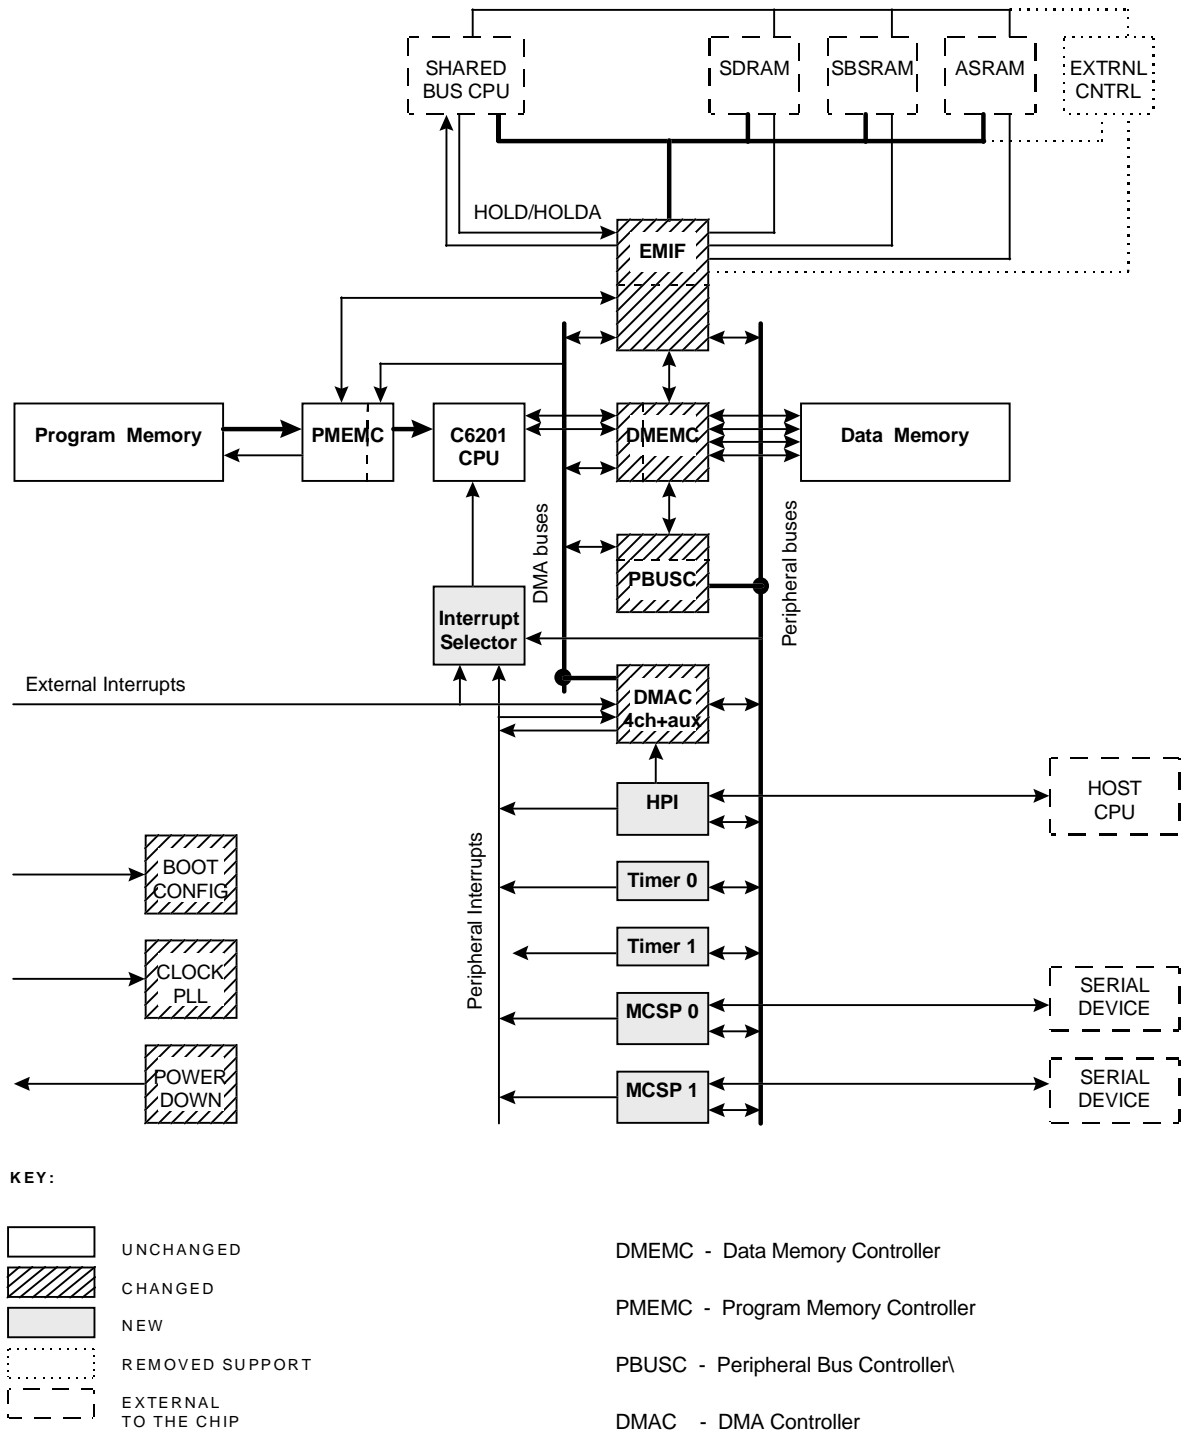 SHARED
BUS CPU
SDRAM
SBSRAM
ASRAM
EXTRNL
CNTRL
HOLD/HOLDA
EMIF
Program Memory
PMEMC
C6201
CPU
DMEMC
Data Memory
DMA buses
Peripheral buses
PBUSC
Interrupt
Selector
External Interrupts
DMAC
4ch+aux
HPI
HOST
CPU
BOOT
CONFIG
Peripheral Interrupts
Timer 0
Timer 1
CLOCK
PLL
MCSP 0
SERIAL
DEVICE
POWER
DOWN
MCSP 1
SERIAL
DEVICE
KEY:
UNCHANGED
CHANGED
NEW
REMOVED SUPPORT
EXTERNAL
TO THE CHIP
DMEMC - Data Memory Controller
PMEMC - Program Memory Controller
PBUSC - Peripheral Bus Controller\
DMAC - DMA Controller